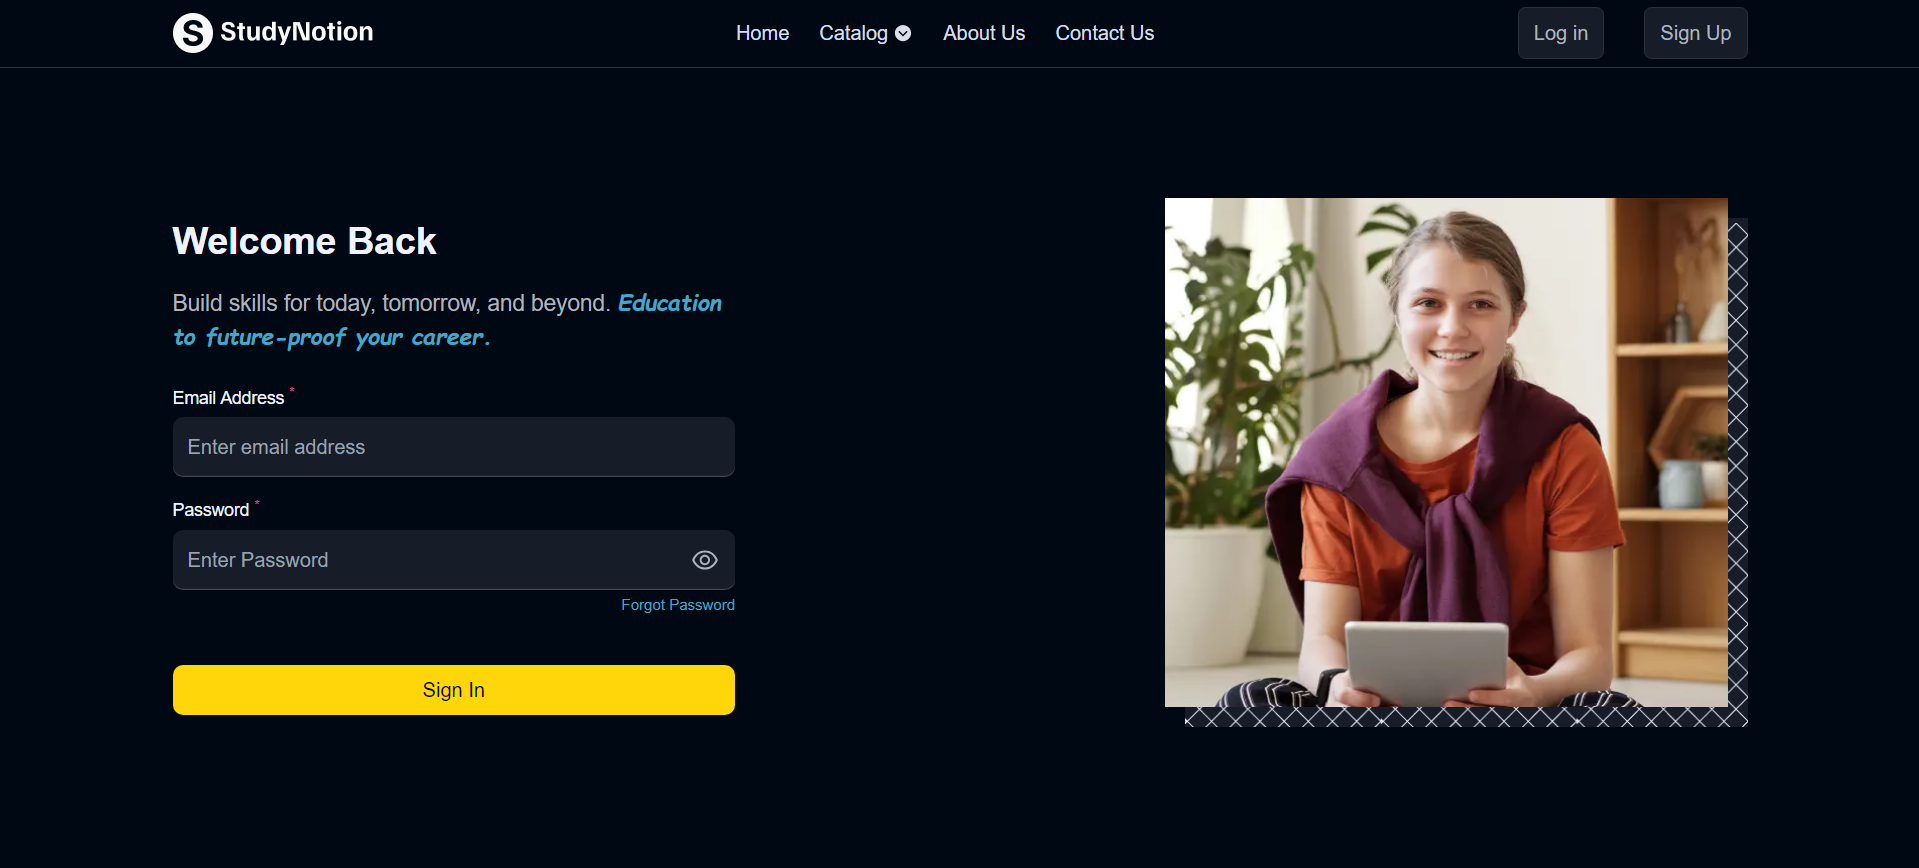 StudyNotion
Home
Catalog
About Us
Contact Us
Log in
Sign Up
Welcome Back
Build skills for today, tomorrow, and beyond. Education
to future-proof your career.
Email Address *
Enter email address
Password *
Enter Password
Forgot Password
Sign In